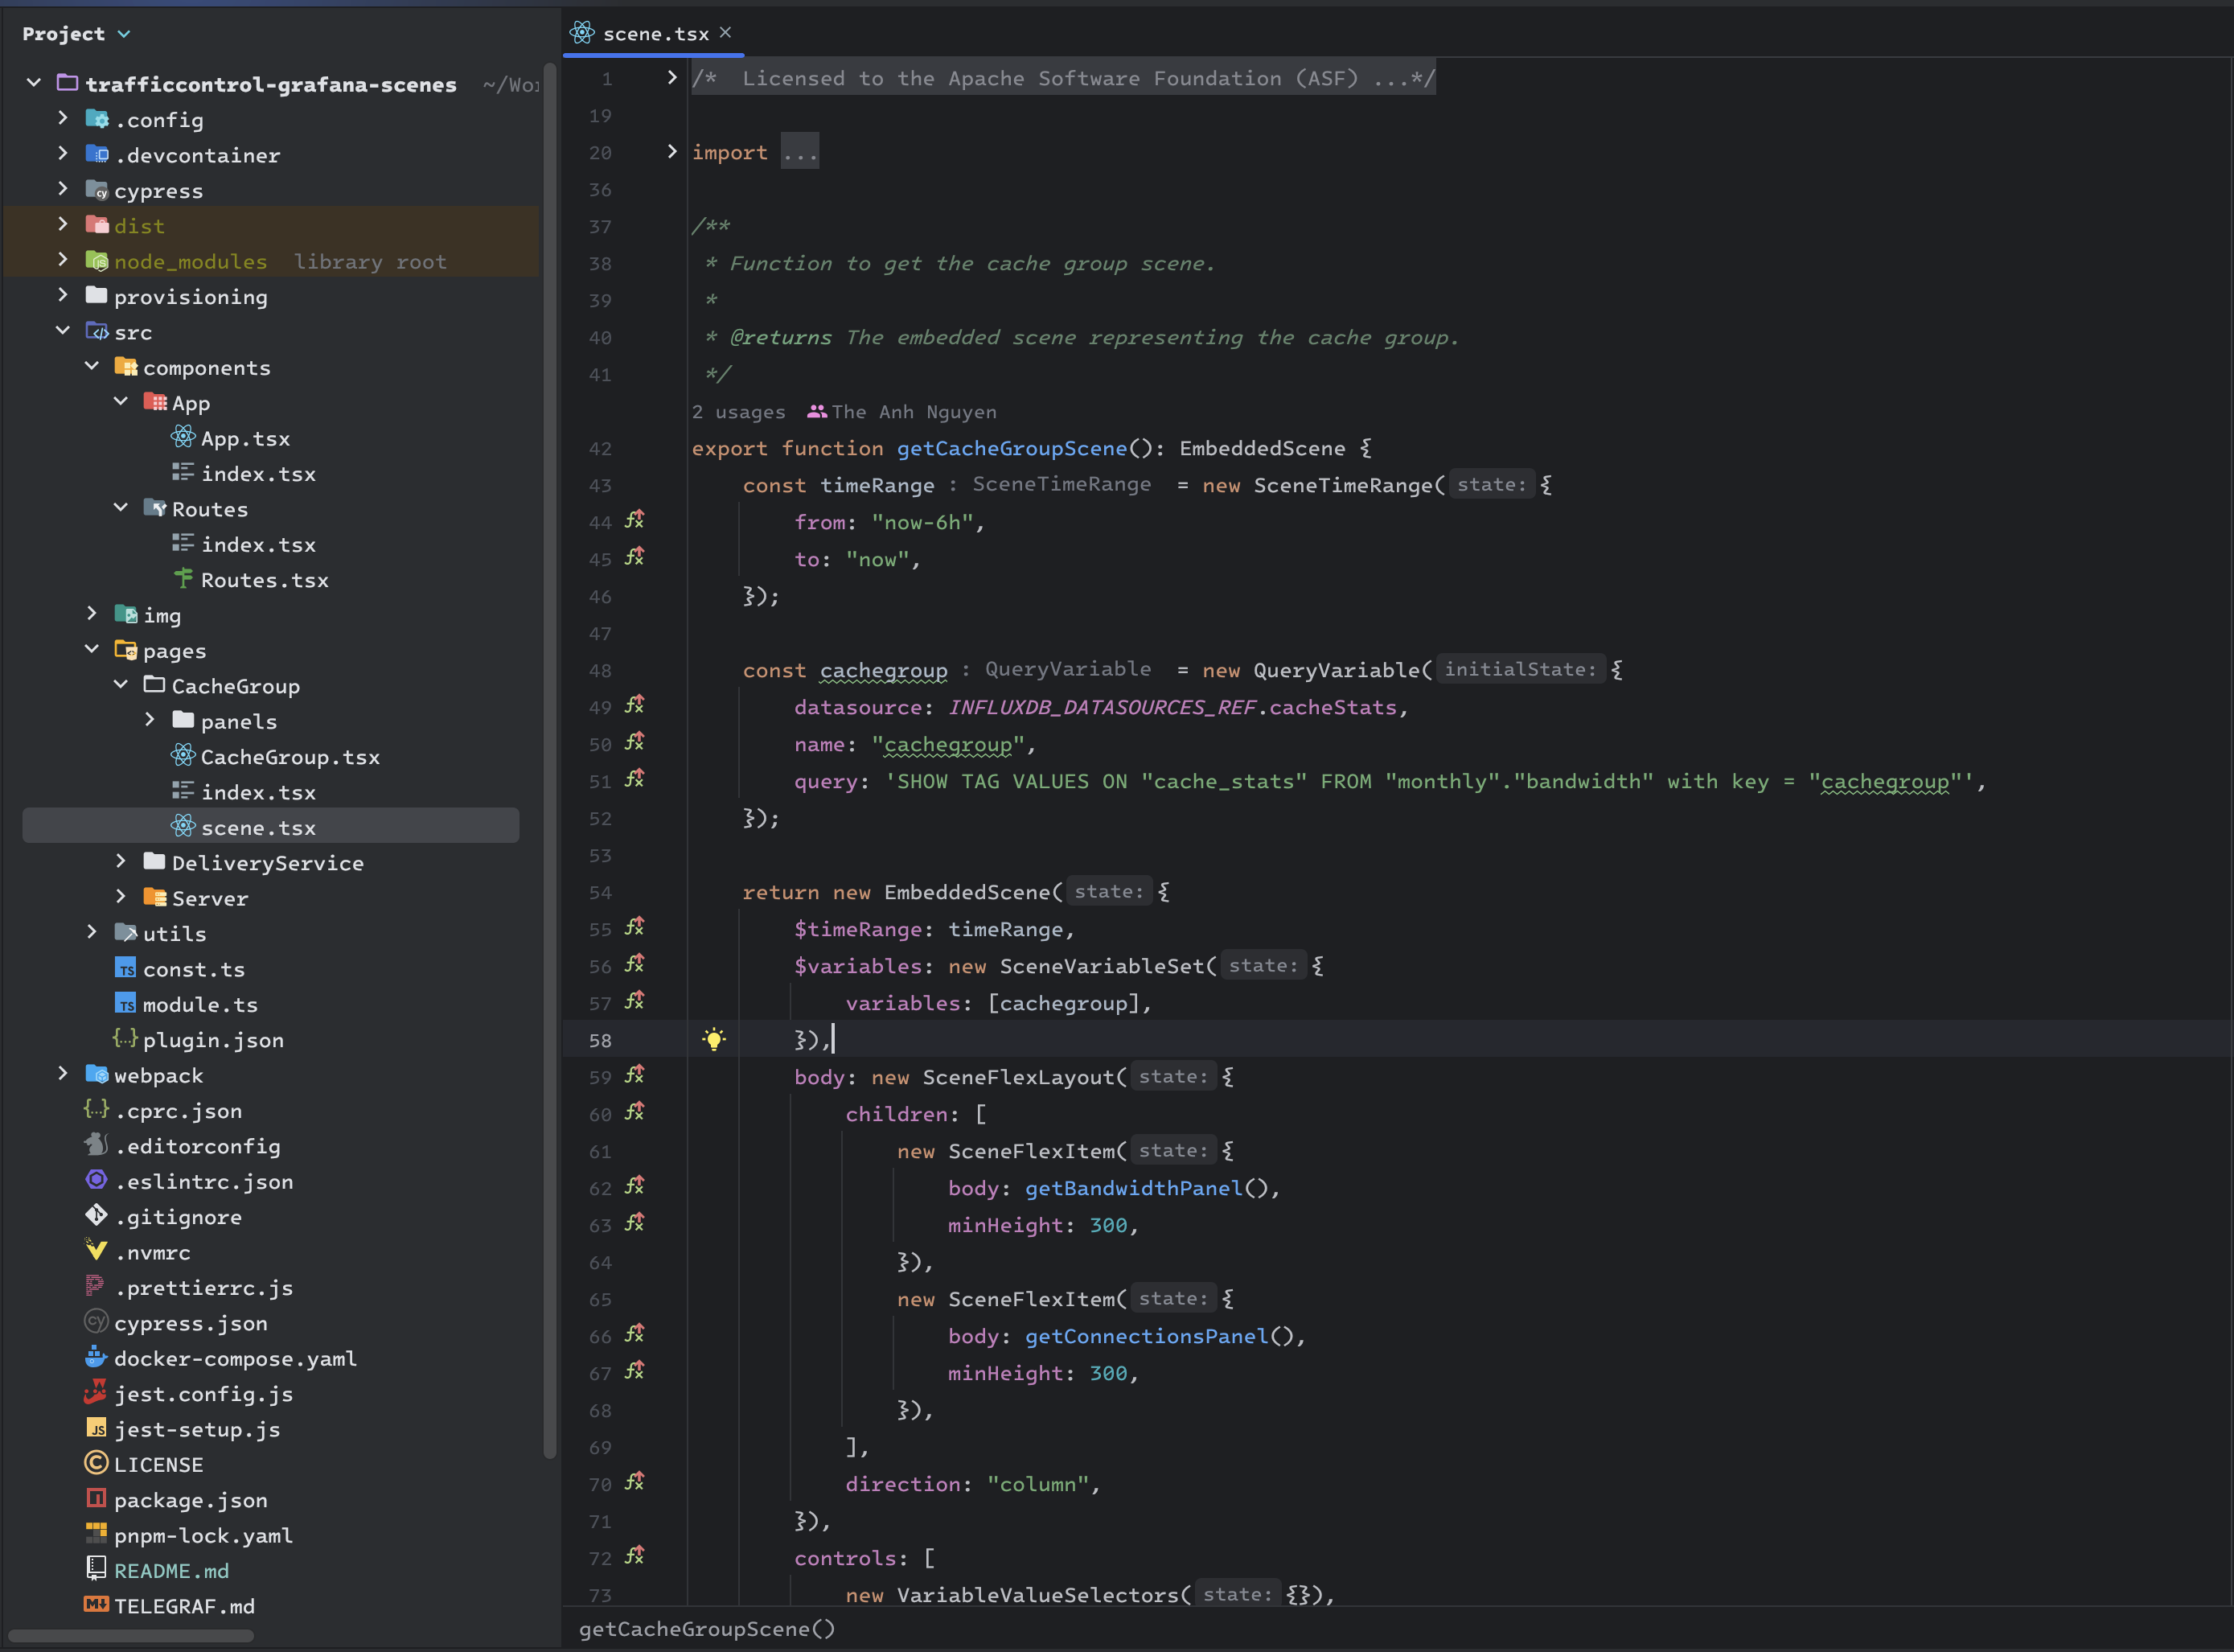 Project
trafficcontrol-grafana-scenes ~/Wor
.config
.devcontainer
cypress
dist
node_modules library root
provisioning
src
components
App
App.tsx
index.tsx
Routes
index.tsx
Routes.tsx
img
pages
CacheGroup
panels
CacheGroup.tsx
index.tsx
scene.tsx
DeliveryService
Server
utils
const.ts
module.ts
plugin.json
webpack
.cprc.json
.editorconfig
.eslintrc.json
.gitignore
.nvmrc
.prettierrc.js
cypress.json
docker-compose.yaml
jest.config.js
jest-setup.js
LICENSE
package.json
pnpm-lock.yaml
README.md
TELEGRAF.md
scene.tsx
1 /*  Licensed to the Apache Software Foundation (ASF) ...*/
19
20 import ...
36
37 /**
38  * Function to get the cache group scene.
39  *
40  * @returns The embedded scene representing the cache group.
41  */
2 usages The Anh Nguyen
42 export function getCacheGroupScene(): EmbeddedScene {
43     const timeRange : SceneTimeRange = new SceneTimeRange( state: {
44         from: "now-6h",
45         to: "now",
46     });
47
48     const cachegroup : QueryVariable = new QueryVariable( initialState: {
49         datasource: INFLUXDB_DATASOURCES_REF.cacheStats,
50         name: "cachegroup",
51         query: 'SHOW TAG VALUES ON "cache_stats" FROM "monthly"."bandwidth" with key = "cachegroup"',
52     });
53
54     return new EmbeddedScene( state: {
55         $timeRange: timeRange,
56         $variables: new SceneVariableSet( state: {
57             variables: [cachegroup],
58         }),
59         body: new SceneFlexLayout( state: {
60             children: [
61                 new SceneFlexItem( state: {
62                     body: getBandwidthPanel(),
63                     minHeight: 300,
64                 }),
65                 new SceneFlexItem( state: {
66                     body: getConnectionsPanel(),
67                     minHeight: 300,
68                 }),
69             ],
70             direction: "column",
71         }),
72         controls: [
73             new VariableValueSelectors( state: {}),
getCacheGroupScene()